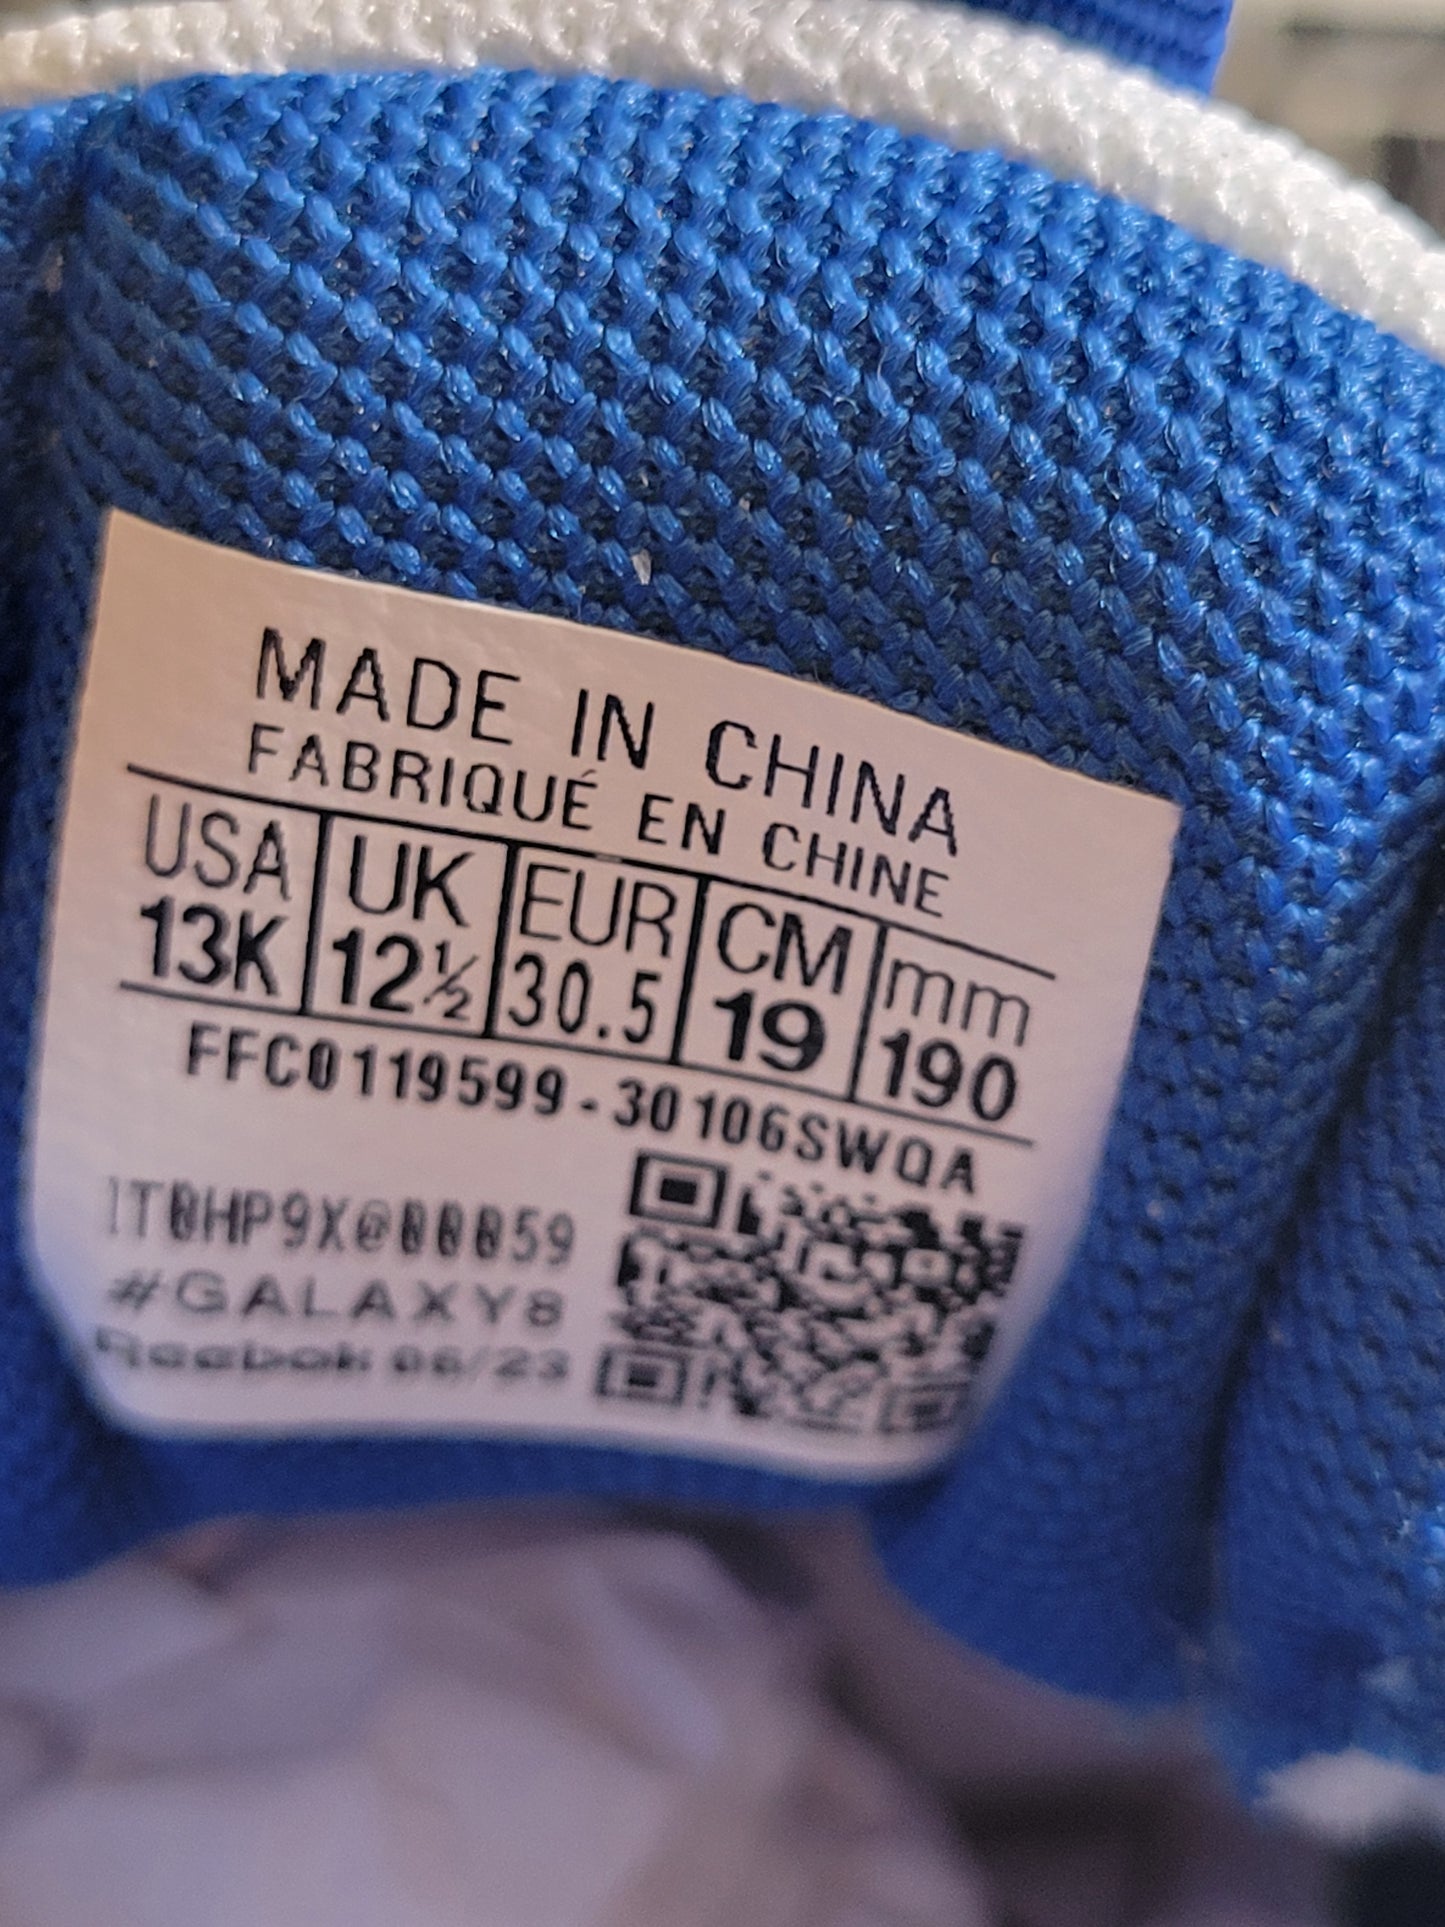 MADE IN CHINA
FABRIQUÉ EN CHINE
USA UK EUR CM mm
13K 12½ 30.5 19 190
FFC0119599-30106SWQA
1T0HP9X@00059
#GALAXY8
Reebok 06/23